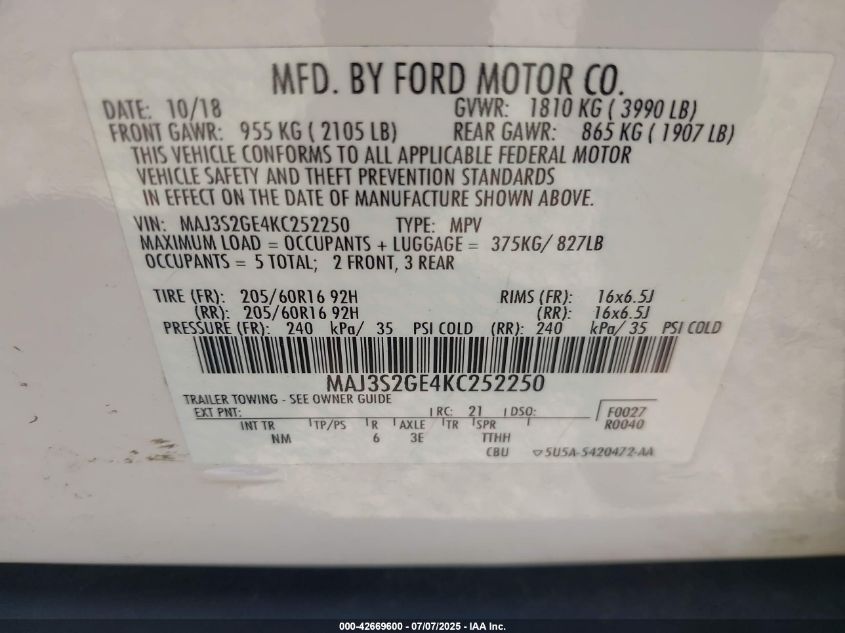 MFD. BY FORD MOTOR CO.
DATE: 10/18 GVWR: 1810 KG ( 3990 LB)
FRONT GAWR: 955 KG ( 2105 LB) REAR GAWR: 865 KG ( 1907 LB)
THIS VEHICLE CONFORMS TO ALL APPLICABLE FEDERAL MOTOR
VEHICLE SAFETY AND THEFT PREVENTION STANDARDS
IN EFFECT ON THE DATE OF MANUFACTURE SHOWN ABOVE.
VIN: MAJ3S2GE4KC252250 TYPE: MPV
MAXIMUM LOAD = OCCUPANTS + LUGGAGE = 375KG/ 827LB
OCCUPANTS = 5 TOTAL; 2 FRONT, 3 REAR
TIRE (FR): 205/60R16 92H RIMS (FR): 16x6.5J
(RR): 205/60R16 92H (RR): 16x6.5J
PRESSURE (FR): 240 kPa/ 35 PSI COLD (RR): 240 kPa/ 35 PSI COLD
MAJ3S2GE4KC252250
TRAILER TOWING - SEE OWNER GUIDE
EXT PNT: RC: 21 DSO: F0027
R0040
INT TR TP/PS R AXLE TR SPR
NM 6 3E TTHH
CBU 5U5A-5420472-AA
000-42669600 - 07/07/2025 - IAA Inc.